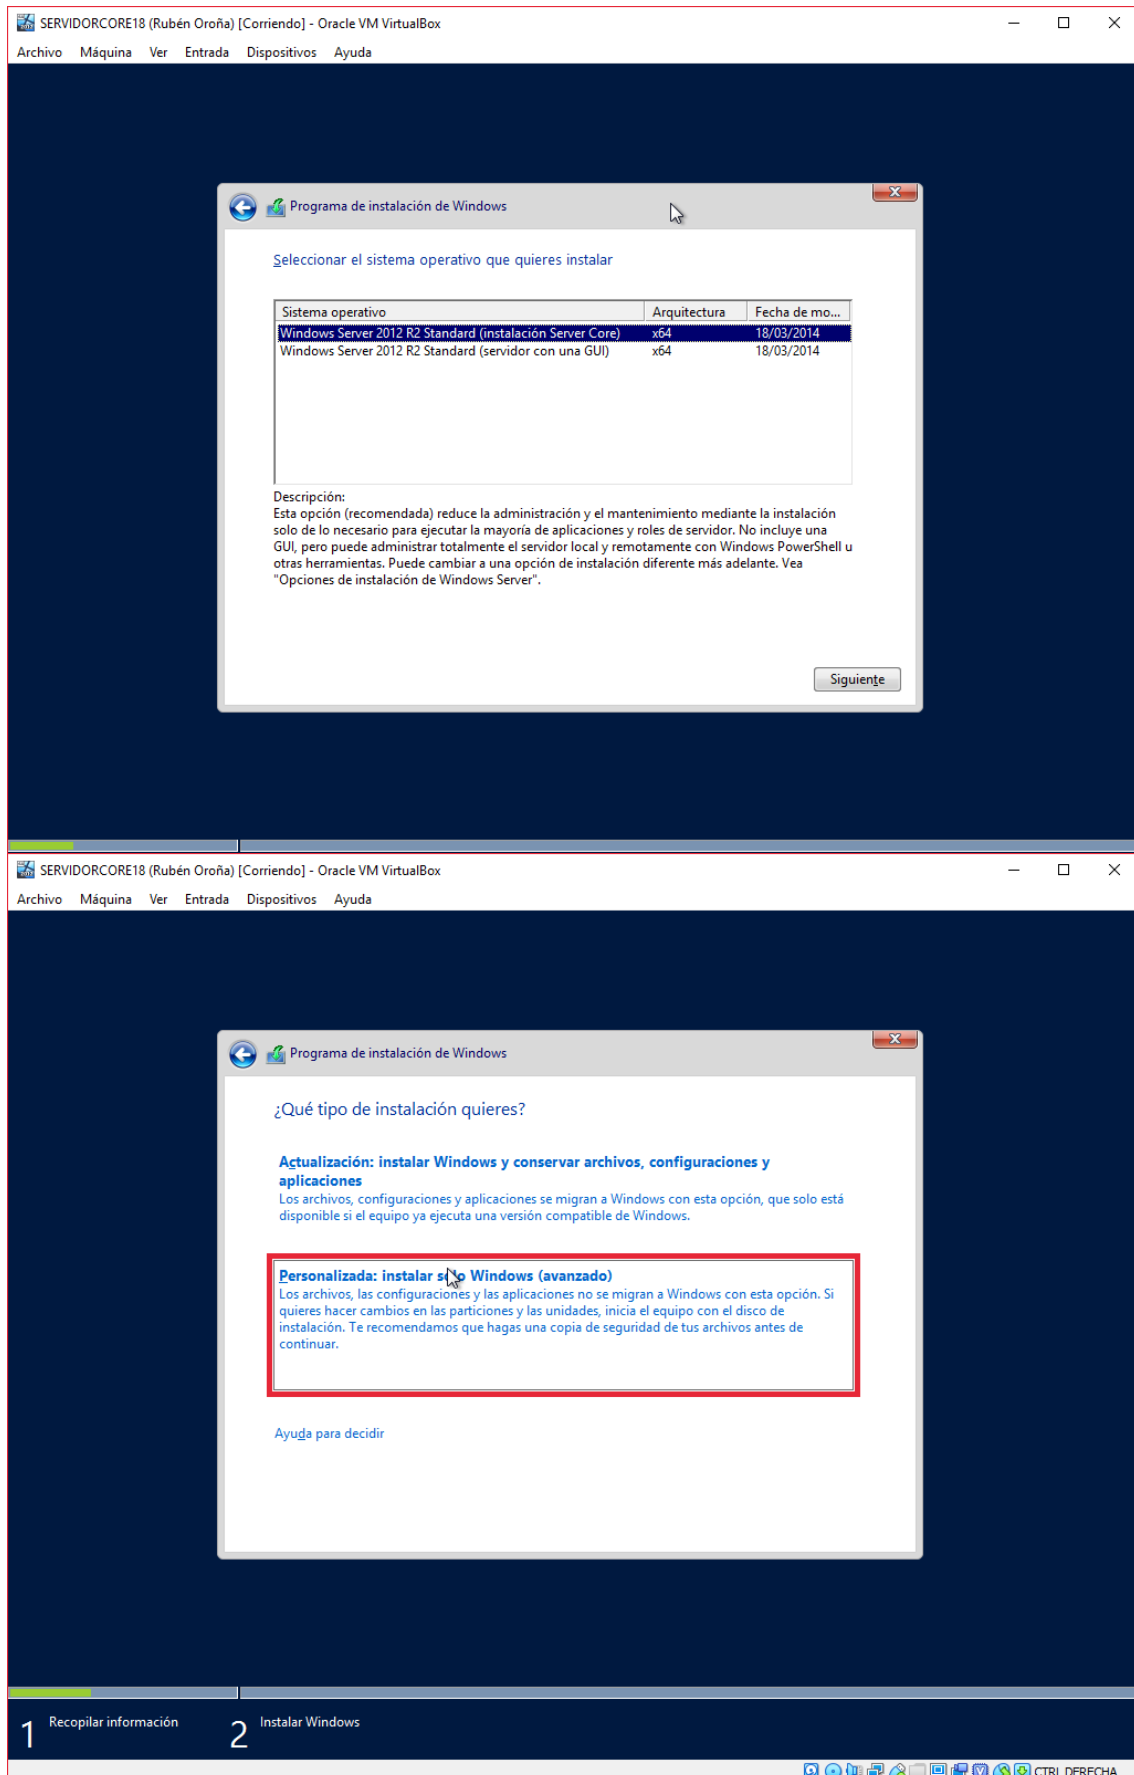 SERVIDORCORE18 (Rubén Oroña) [Corriendo] - Oracle VM VirtualBox
Archivo Máquina Ver Entrada Dispositivos Ayuda
Programa de instalación de Windows
Seleccionar el sistema operativo que quieres instalar
Sistema operativo Arquitectura Fecha de mo...
Windows Server 2012 R2 Standard (instalación Server Core) x64 18/03/2014
Windows Server 2012 R2 Standard (servidor con una GUI) x64 18/03/2014
Descripción:
Esta opción (recomendada) reduce la administración y el mantenimiento mediante la instalación
solo de lo necesario para ejecutar la mayoría de aplicaciones y roles de servidor. No incluye una
GUI, pero puede administrar totalmente el servidor local y remotamente con Windows PowerShell u
otras herramientas. Puede cambiar a una opción de instalación diferente más adelante. Vea
"Opciones de instalación de Windows Server".
Siguiente
SERVIDORCORE18 (Rubén Oroña) [Corriendo] - Oracle VM VirtualBox
Archivo Máquina Ver Entrada Dispositivos Ayuda
Programa de instalación de Windows
¿Qué tipo de instalación quieres?
Actualización: instalar Windows y conservar archivos, configuraciones y
aplicaciones
Los archivos, configuraciones y aplicaciones se migran a Windows con esta opción, que solo está
disponible si el equipo ya ejecuta una versión compatible de Windows.
Personalizada: instalar solo Windows (avanzado)
Los archivos, las configuraciones y las aplicaciones no se migran a Windows con esta opción. Si
quieres hacer cambios en las particiones y las unidades, inicia el equipo con el disco de
instalación. Te recomendamos que hagas una copia de seguridad de tus archivos antes de
continuar.
Ayuda para decidir
1 Recopilar información 2 Instalar Windows
CTRL DERECHA